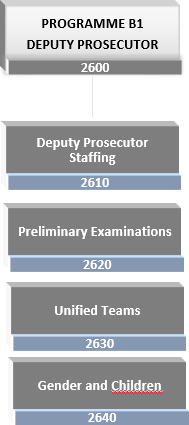 PROGRAMME B1
DEPUTY PROSECUTOR
2600
Deputy Prosecutor
Staffing
2610
Preliminary Examinations
2620
Unified Teams
2630
Gender and Children
2640